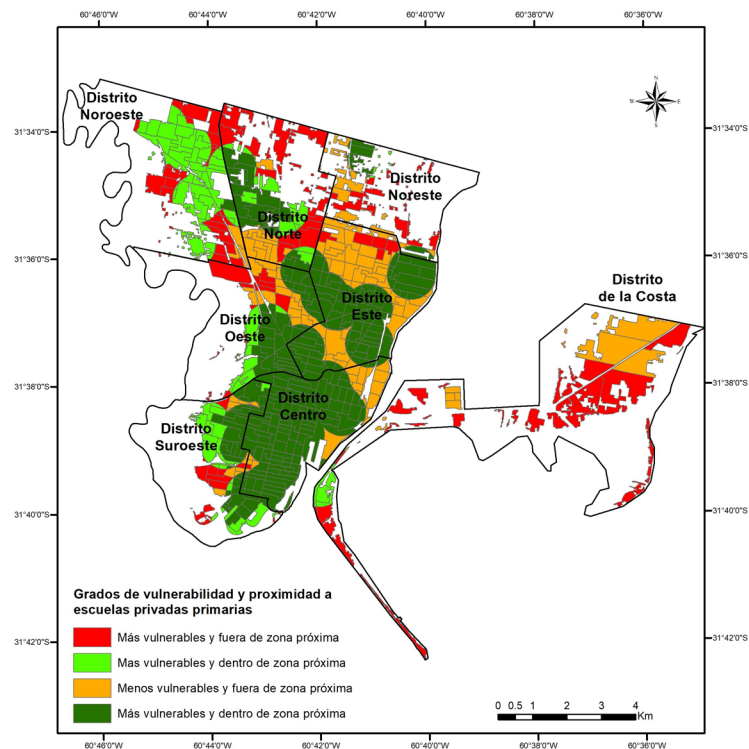 60°46'0"W 60°44'0"W 60°42'0"W 60°40'0"W 60°38'0"W 60°36'0"W
N
W E
S
Distrito
Noroeste
31°34'0"S 31°34'0"S
Distrito
Noreste
Distrito
Norte
31°36'0"S 31°36'0"S
Distrito
de la Costa
Distrito
Este
Distrito
Oeste
31°38'0"S 31°38'0"S
Distrito
Centro
Distrito
Suroeste
31°40'0"S 31°40'0"S
Grados de vulnerabilidad y proximidad a
escuelas privadas primarias
Más vulnerables y fuera de zona próxima
31°42'0"S 31°42'0"S
Mas vulnerables y dentro de zona próxima
Menos vulnerables y fuera de zona próxima
Más vulnerables y dentro de zona próxima
0 0.5 1 2 3 4
Km
60°46'0"W 60°44'0"W 60°42'0"W 60°40'0"W 60°38'0"W 60°36'0"W